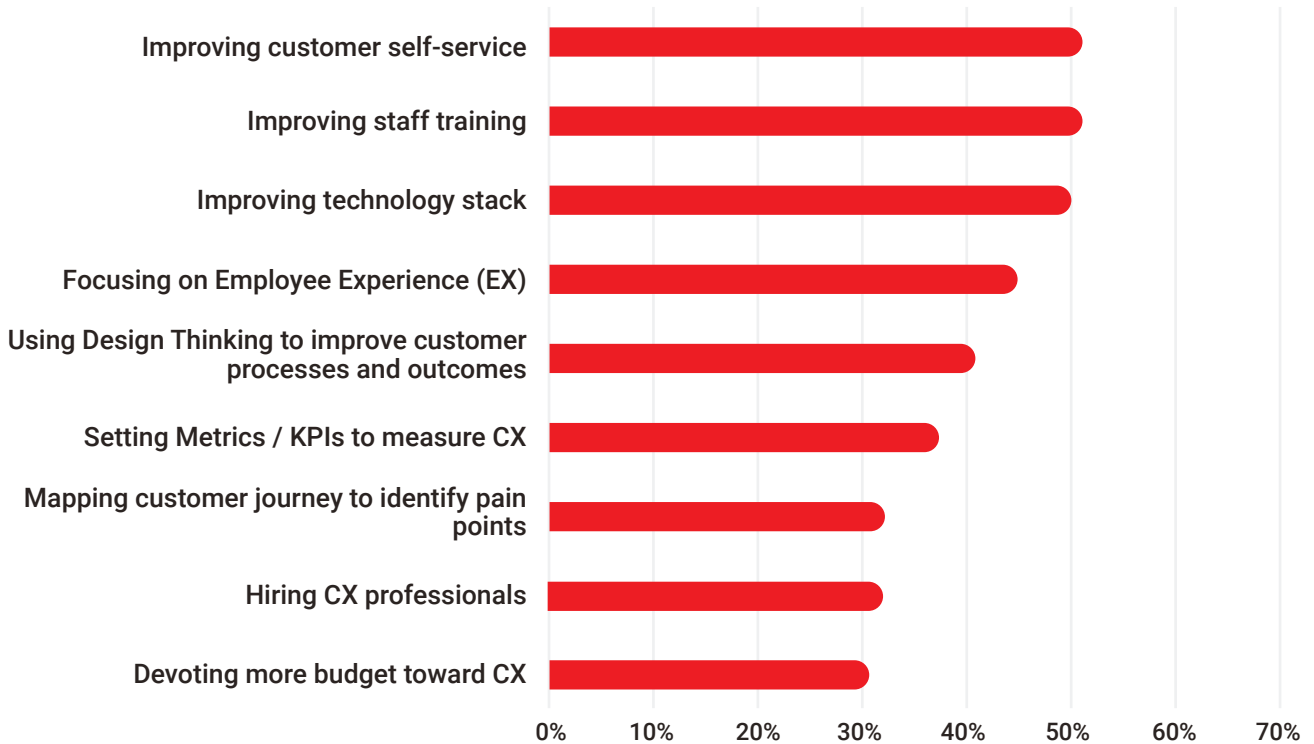 Improving customer self-service
Improving staff training
Improving technology stack
Focusing on Employee Experience (EX)
Using Design Thinking to improve customer
processes and outcomes
Setting Metrics / KPIs to measure CX
Mapping customer journey to identify pain
points
Hiring CX professionals
Devoting more budget toward CX
0% 10% 20% 30% 40% 50% 60% 70%